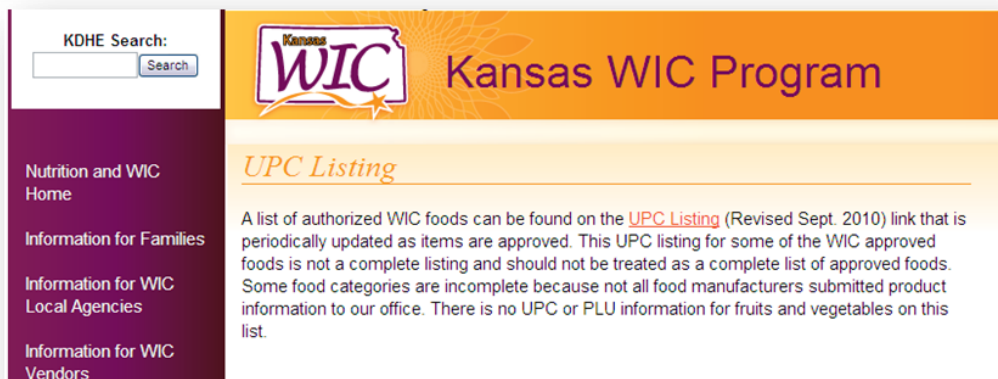 KDHE Search:
Search
Kansas
WIC
Kansas WIC Program
Nutrition and WIC
Home
Information for Families
Information for WIC
Local Agencies
Information for WIC
Vendors
UPC Listing
A list of authorized WIC foods can be found on the UPC Listing (Revised Sept. 2010) link that is
periodically updated as items are approved. This UPC listing for some of the WIC approved
foods is not a complete listing and should not be treated as a complete list of approved foods.
Some food categories are incomplete because not all food manufacturers submitted product
information to our office. There is no UPC or PLU information for fruits and vegetables on this
list.